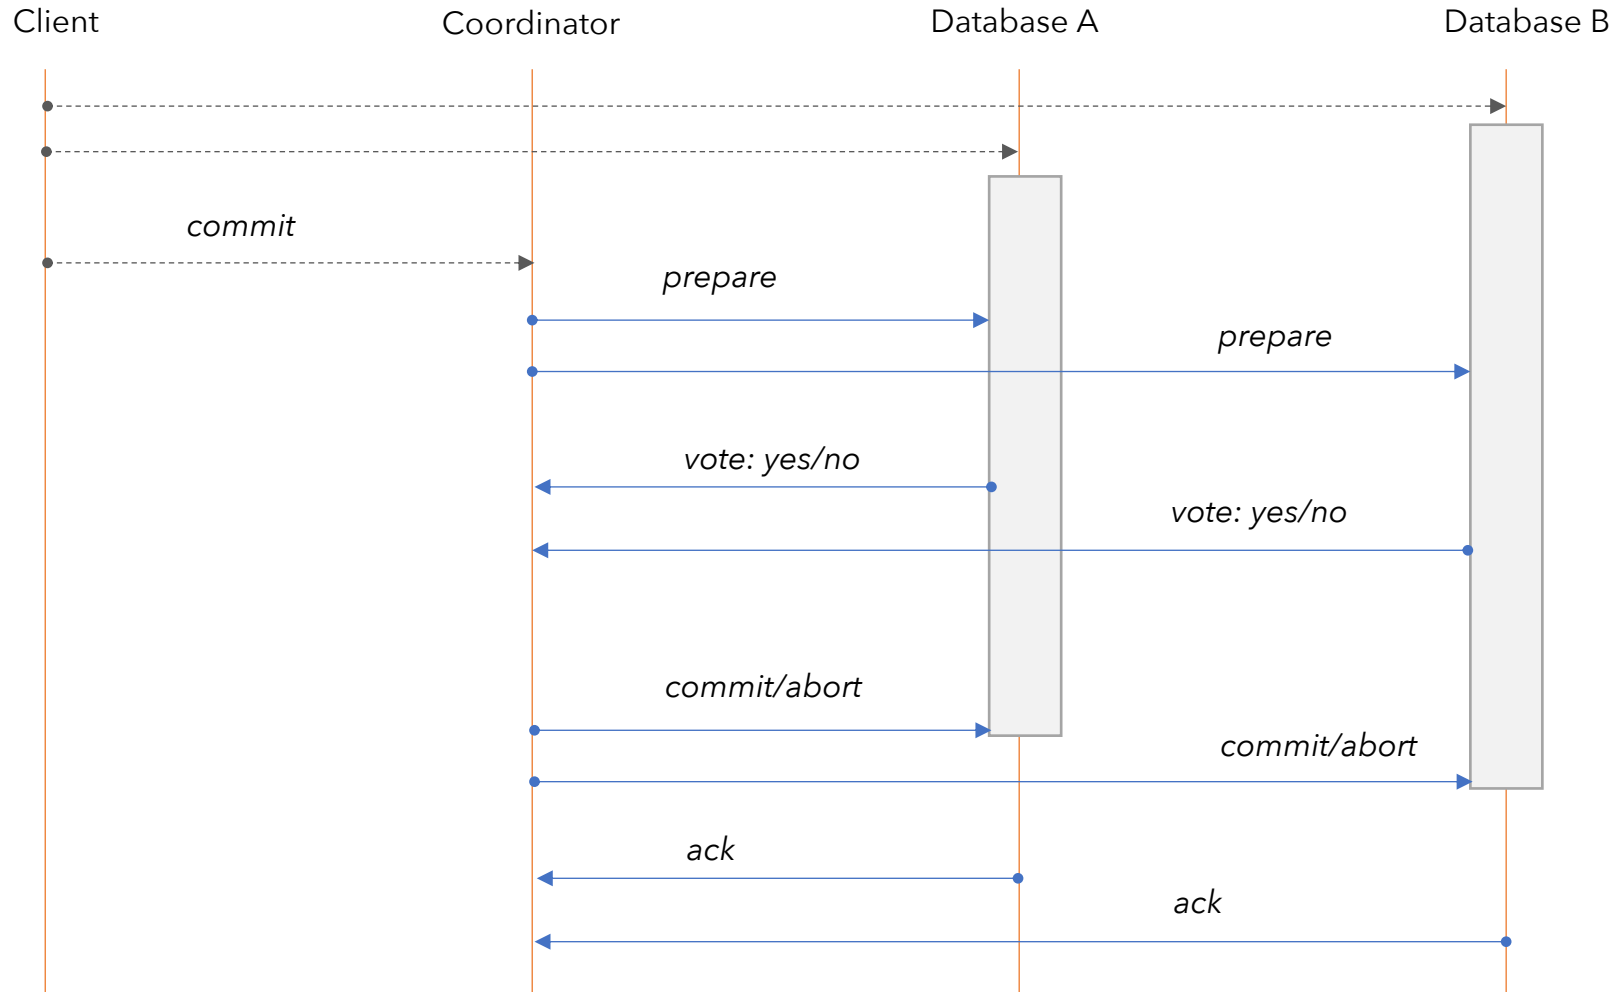 Client
Coordinator
Database A
Database B
commit
prepare
prepare
vote: yes/no
vote: yes/no
commit/abort
commit/abort
ack
ack